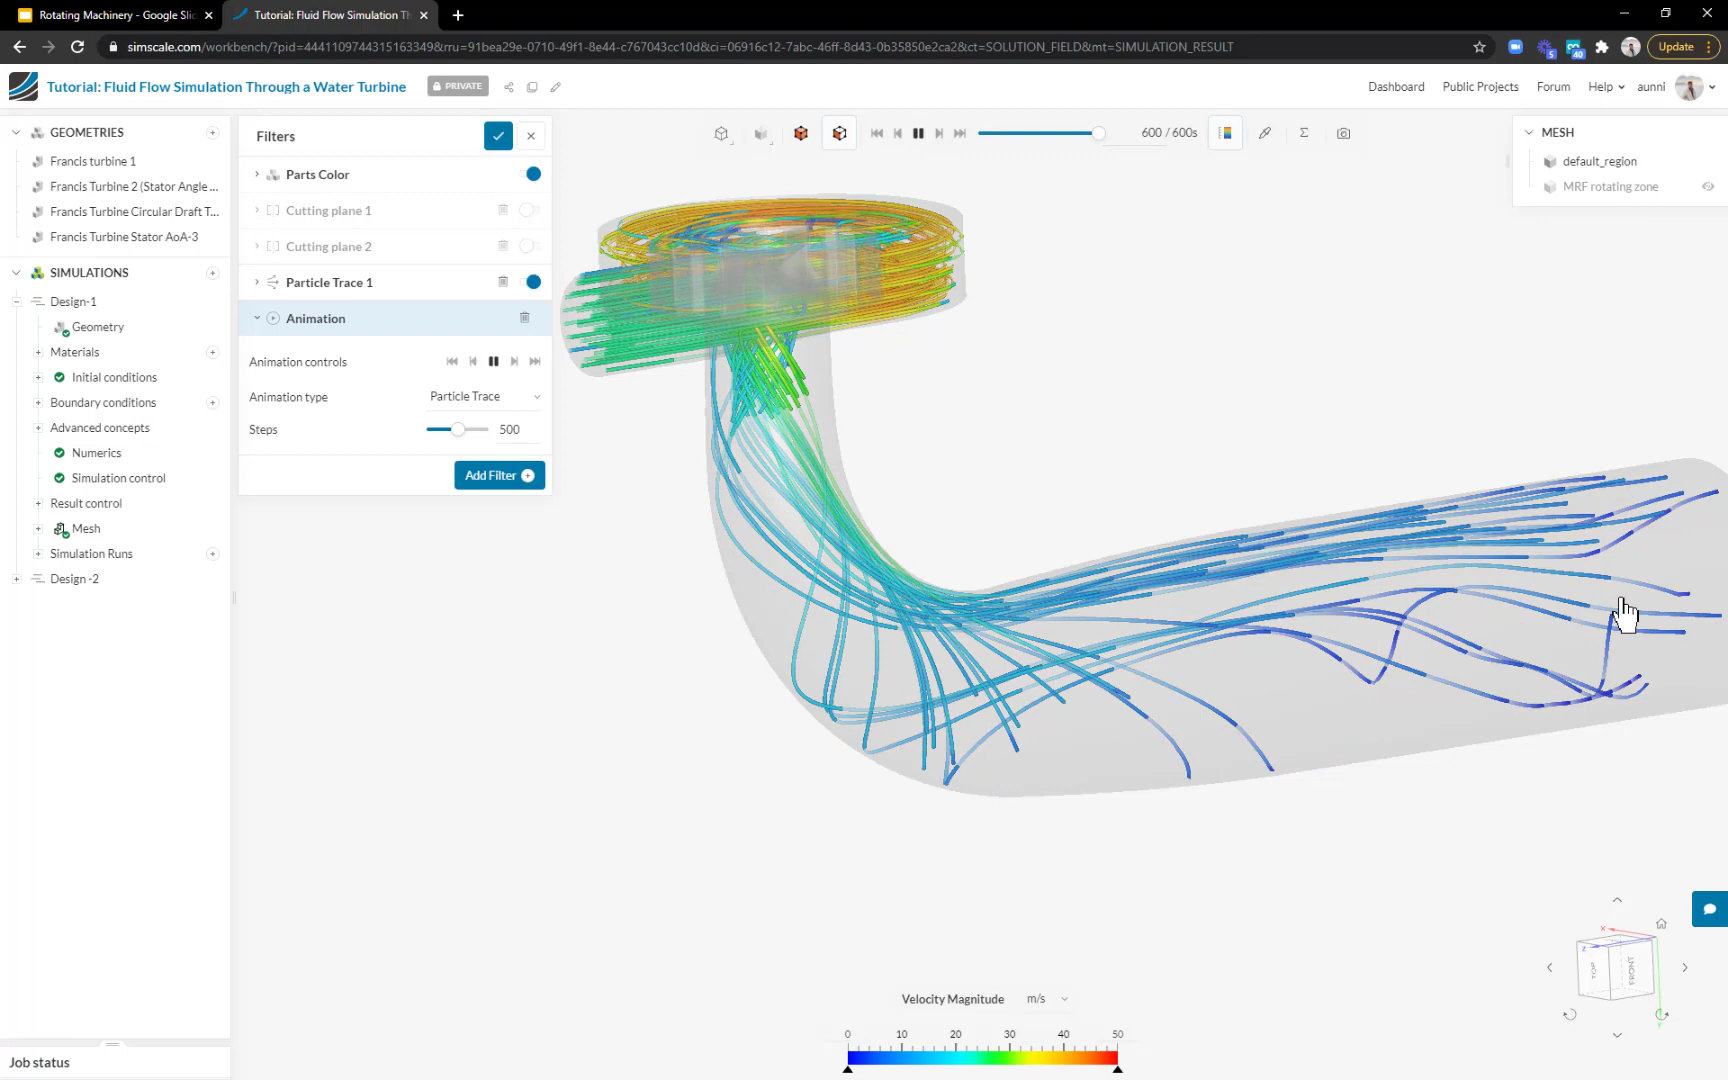 Rotating Machinery - Google Slid
Tutorial: Fluid Flow Simulation Th
simscale.com/workbench/?pid=4441109744315163349&rru=91bea29e-0710-49f1-8e44-c767043cc10d&ci=06916c12-7abc-46ff-8d43-0b35850e2ca2&ct=SOLUTION_FIELD&mt=SIMULATION_RESULT
5
40
Update
Tutorial: Fluid Flow Simulation Through a Water Turbine
PRIVATE
Dashboard
Public Projects
Forum
Help
aunni
GEOMETRIES
Francis turbine 1
Francis Turbine 2 (Stator Angle ...
Francis Turbine Circular Draft T...
Francis Turbine Stator AoA-3
SIMULATIONS
Design-1
Geometry
Materials
Initial conditions
Boundary conditions
Advanced concepts
Numerics
Simulation control
Result control
Mesh
Simulation Runs
Design -2
Job status
Filters
Parts Color
Cutting plane 1
Cutting plane 2
Particle Trace 1
Animation
Animation controls
Animation type
Particle Trace
Steps
500
Add Filter
600 / 600s
MESH
default_region
MRF rotating zone
X
Z
TOP
FRONT
Y
Velocity Magnitude
m/s
0 10 20 30 40 50